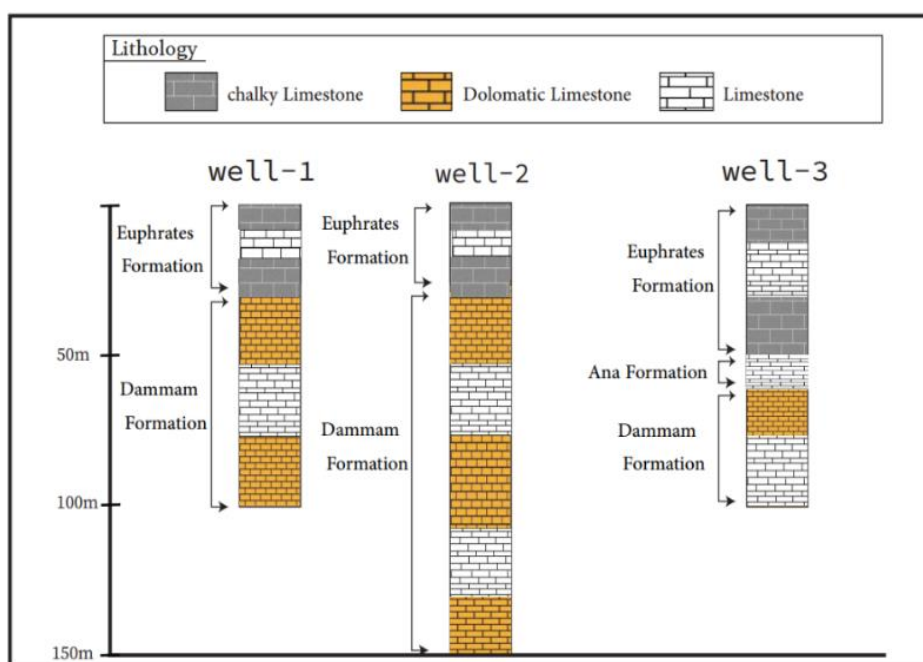 Lithology
chalky Limestone
Dolomatic Limestone
Limestone
well-1
well-2
well-3
Euphrates
Formation
Euphrates
Formation
Euphrates
Formation
50m
Ana Formation
Dammam
Formation
Dammam
Formation
Dammam
Formation
100m
150m